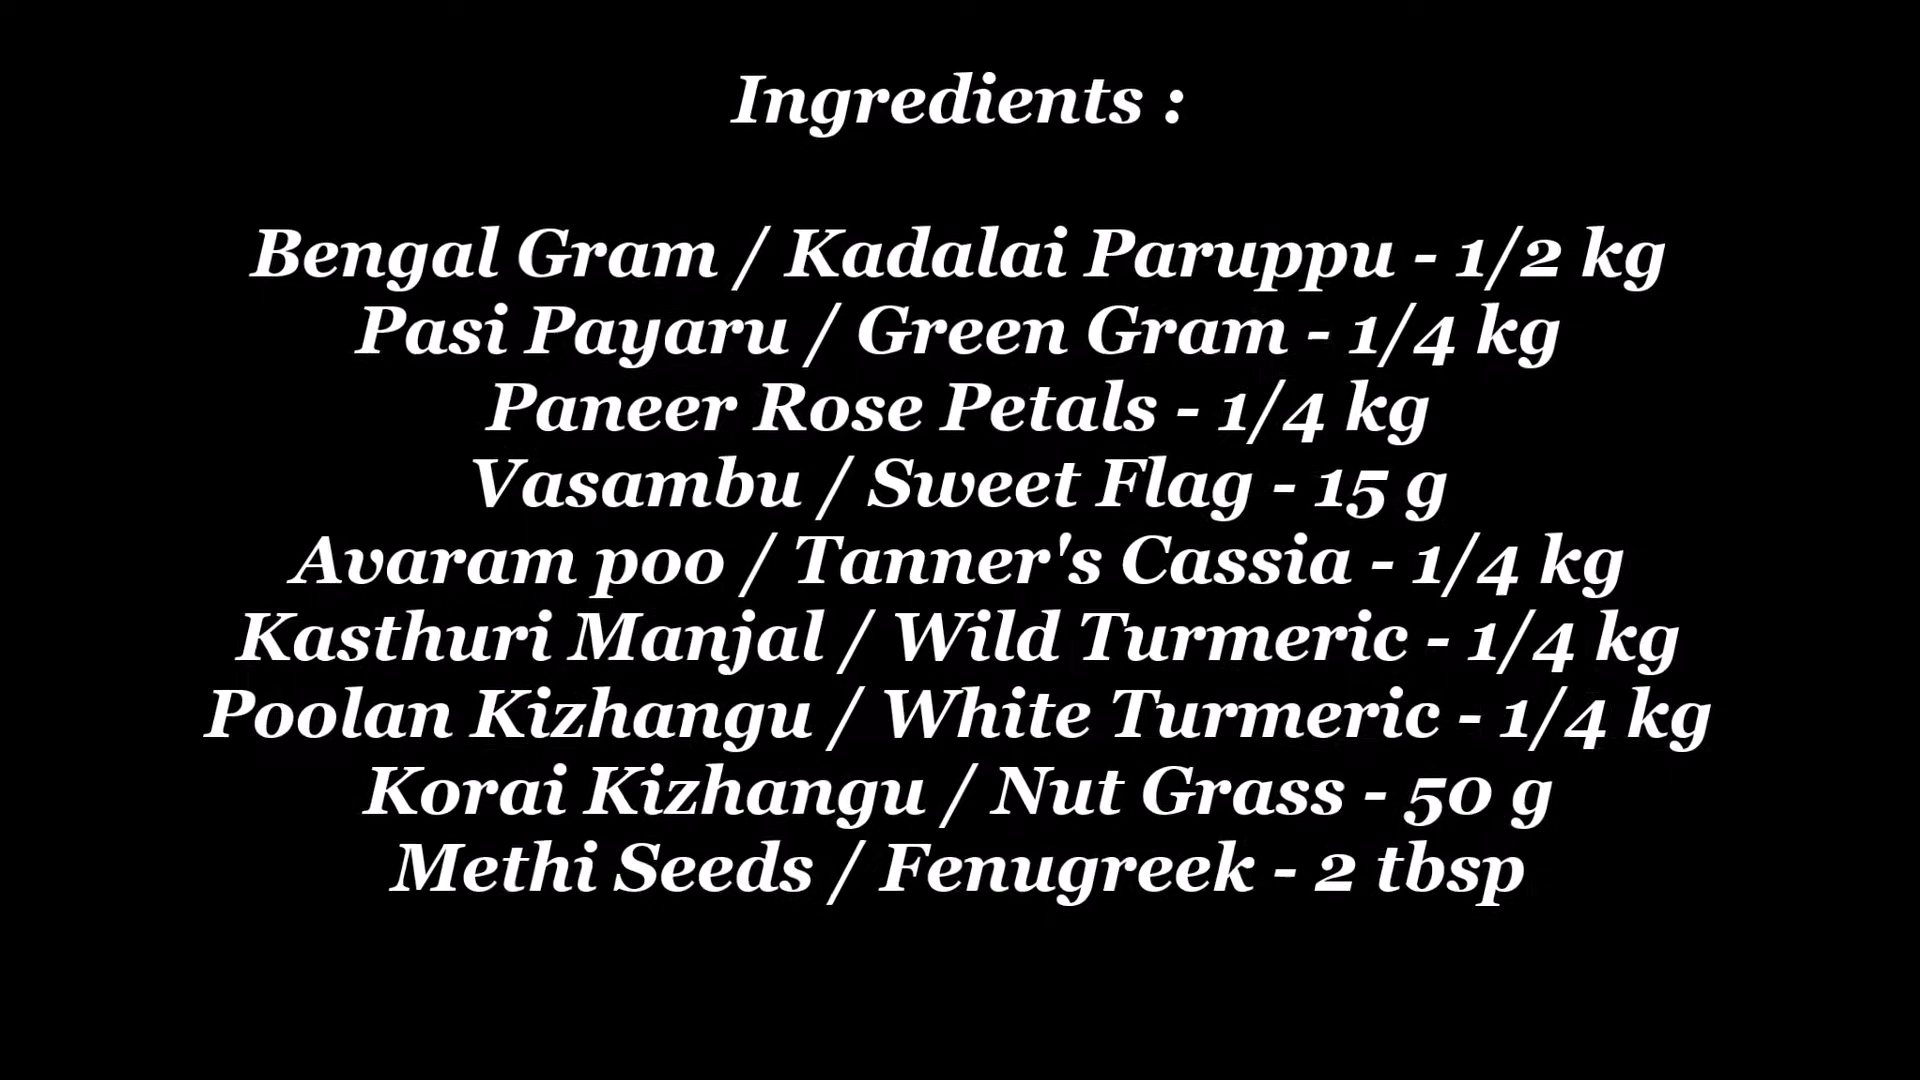 Ingredients :
Bengal Gram / Kadalai Paruppu - 1/2 kg
Pasi Payaru / Green Gram - 1/4 kg
Paneer Rose Petals - 1/4 kg
Vasambu / Sweet Flag - 15 g
Avaram poo / Tanner's Cassia - 1/4 kg
Kasthuri Manjal / Wild Turmeric - 1/4 kg
Poolan Kizhangu / White Turmeric - 1/4 kg
Korai Kizhangu / Nut Grass - 50 g
Methi Seeds / Fenugreek - 2 tbsp